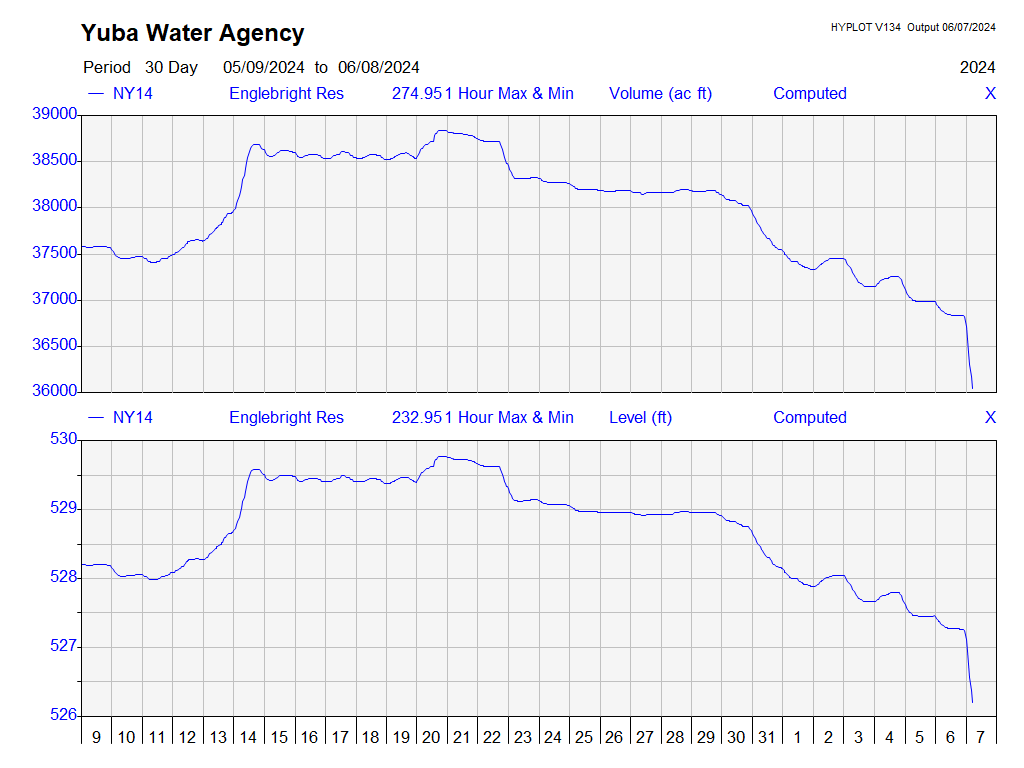 Yuba Water Agency
HYPLOT V134 Output 06/07/2024
Period 30 Day 05/09/2024 to 06/08/2024
2024
NY14 Englebright Res 274.951 Hour Max & Min Volume (ac ft) Computed X
39000
38500
38000
37500
37000
36500
36000
NY14 Englebright Res 232.951 Hour Max & Min Level (ft) Computed X
530
529
528
527
526
9 10 11 12 13 14 15 16 17 18 19 20 21 22 23 24 25 26 27 28 29 30 31 1 2 3 4 5 6 7